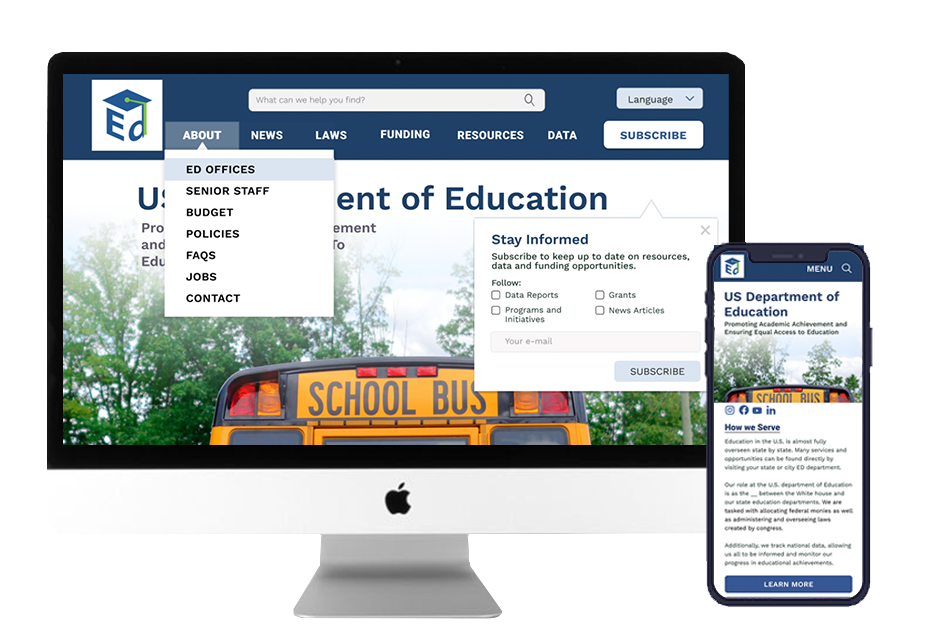 Ed
What can we help you find?
Language
ABOUT NEWS LAWS FUNDING RESOURCES DATA SUBSCRIBE
ED OFFICES
SENIOR STAFF
BUDGET
POLICIES
FAQS
JOBS
CONTACT
US ent of Education
Pro ement
and To
Edu
Stay Informed
Subscribe to keep up to date on resources,
data and funding opportunities.
Follow:
Data Reports Grants
Programs and News Articles
Initiatives
Your e-mail
SUBSCRIBE
SCHOOL BUS
Ed
MENU
US Department of
Education
Promoting Academic Achievement and
Ensuring Equal Access to Education
SCHOOL BUS
How we Serve
Education in the U.S. is almost fully
overseen state by state. Many services and
opportunities can be found directly by
visiting your state or city ED department.
Our role at the U.S. department of Education
is as the __ between the White house and
our state education departments. We are
tasked with allocating federal monies as well
as administering and overseeing laws
created by congress.
Additionally, we track national data, allowing
us all to be informed and monitor our
progress in educational achievements.
LEARN MORE